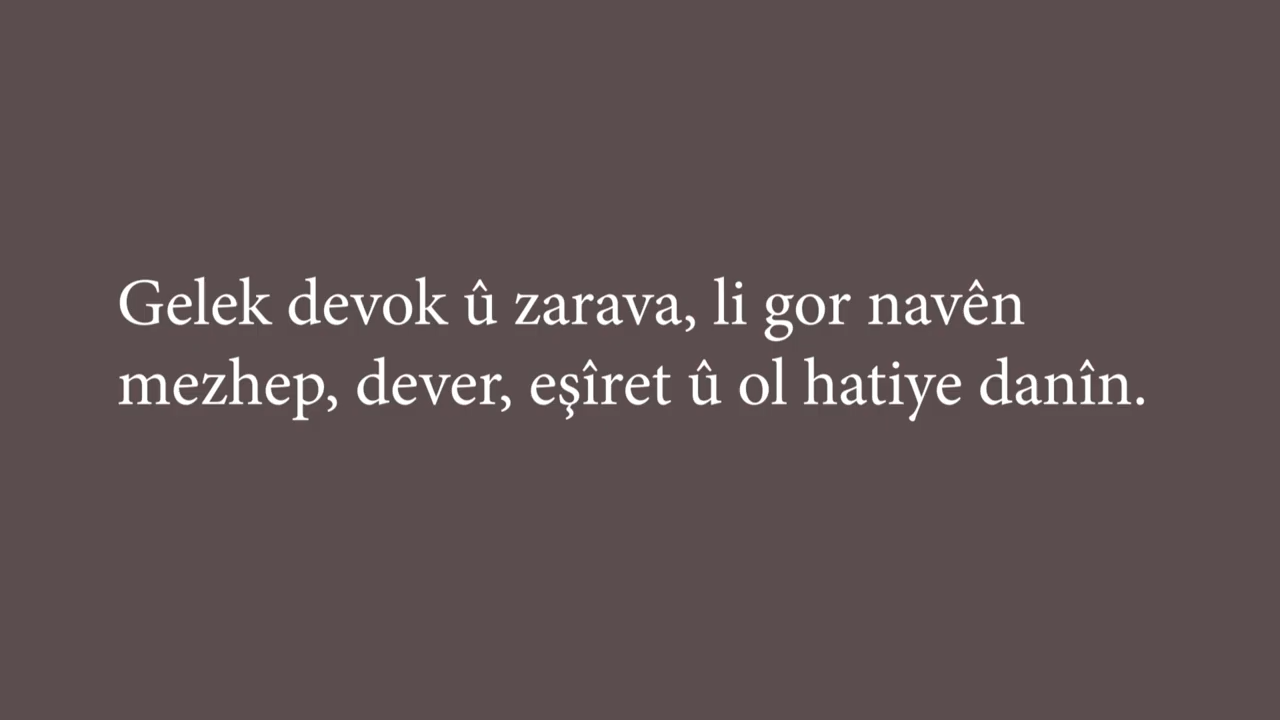 Gelek devok û zarava, li gor navên
mezhep, dever, eşîret û ol hatiye danîn.